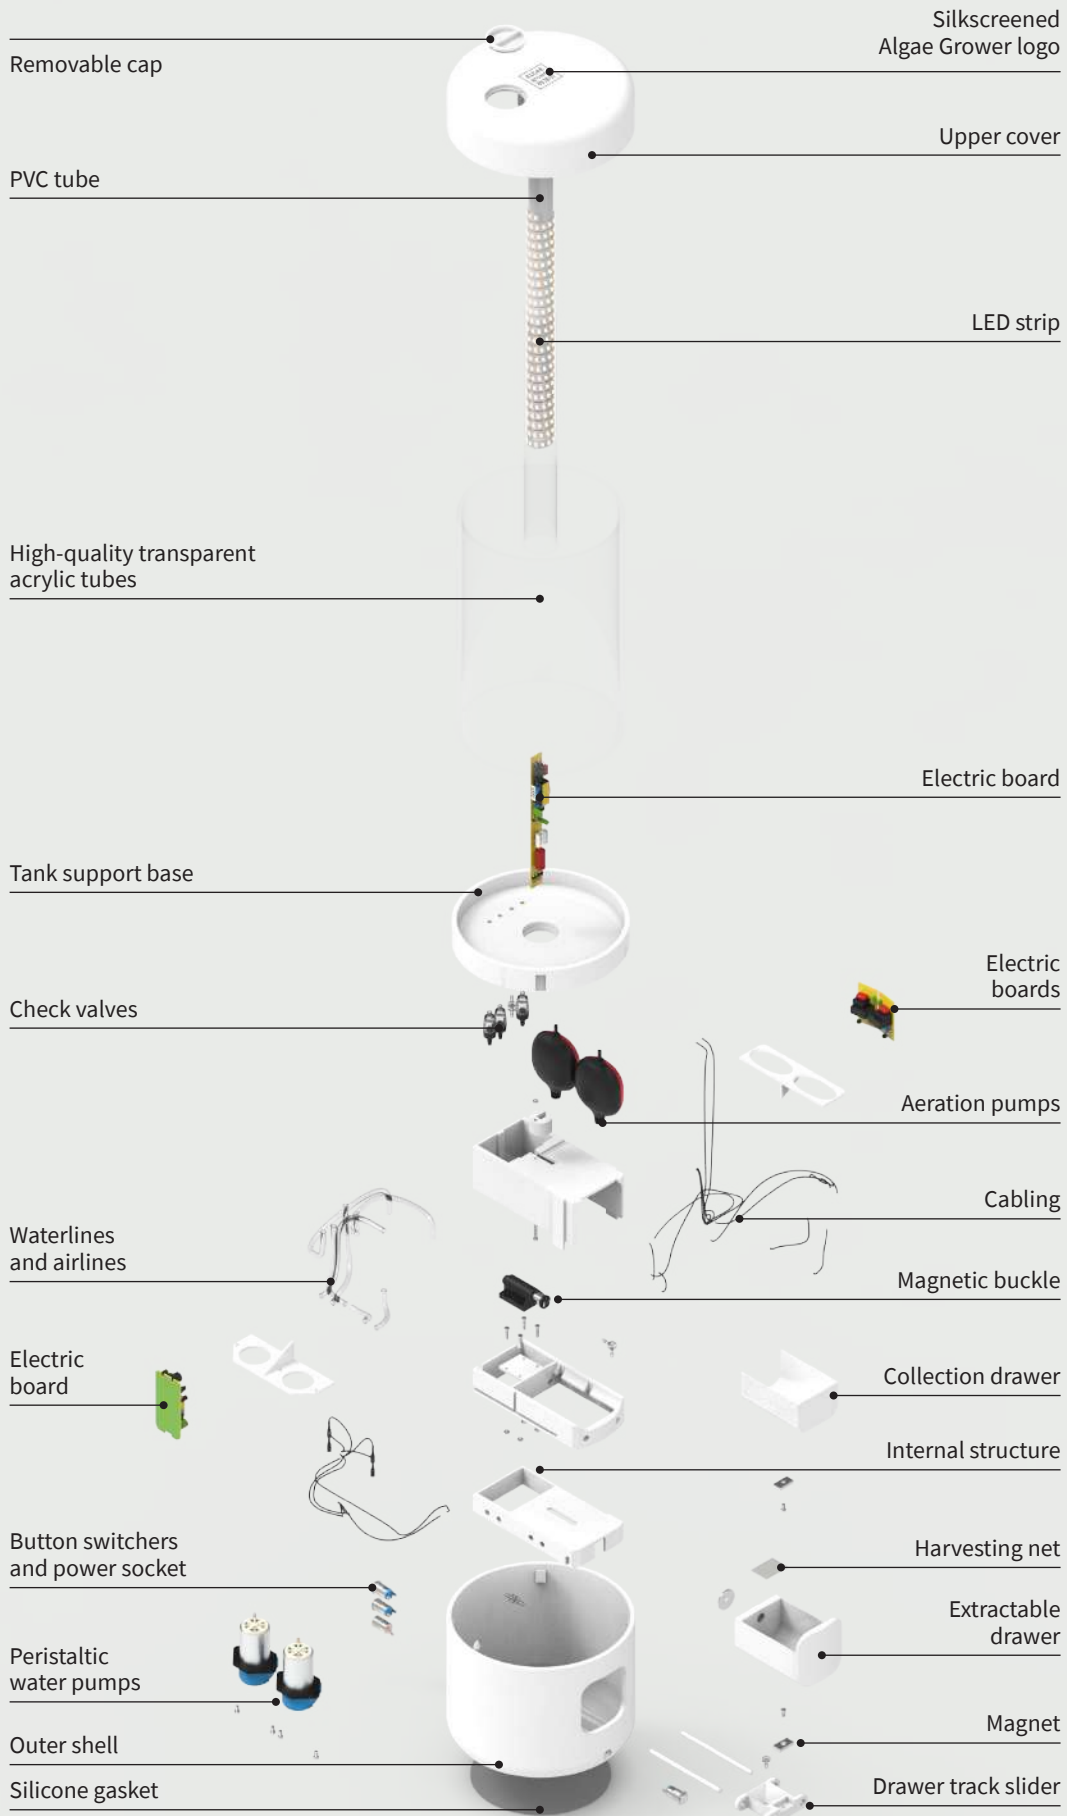 Removable cap
Silkscreened
Algae Grower logo
Upper cover
PVC tube
LED strip
High-quality transparent
acrylic tubes
Electric board
Tank support base
Electric
boards
Check valves
Aeration pumps
Cabling
Waterlines
and airlines
Magnetic buckle
Electric
board
Collection drawer
Internal structure
Button switchers
and power socket
Harvesting net
Extractable
drawer
Peristaltic
water pumps
Magnet
Outer shell
Silicone gasket
Drawer track slider